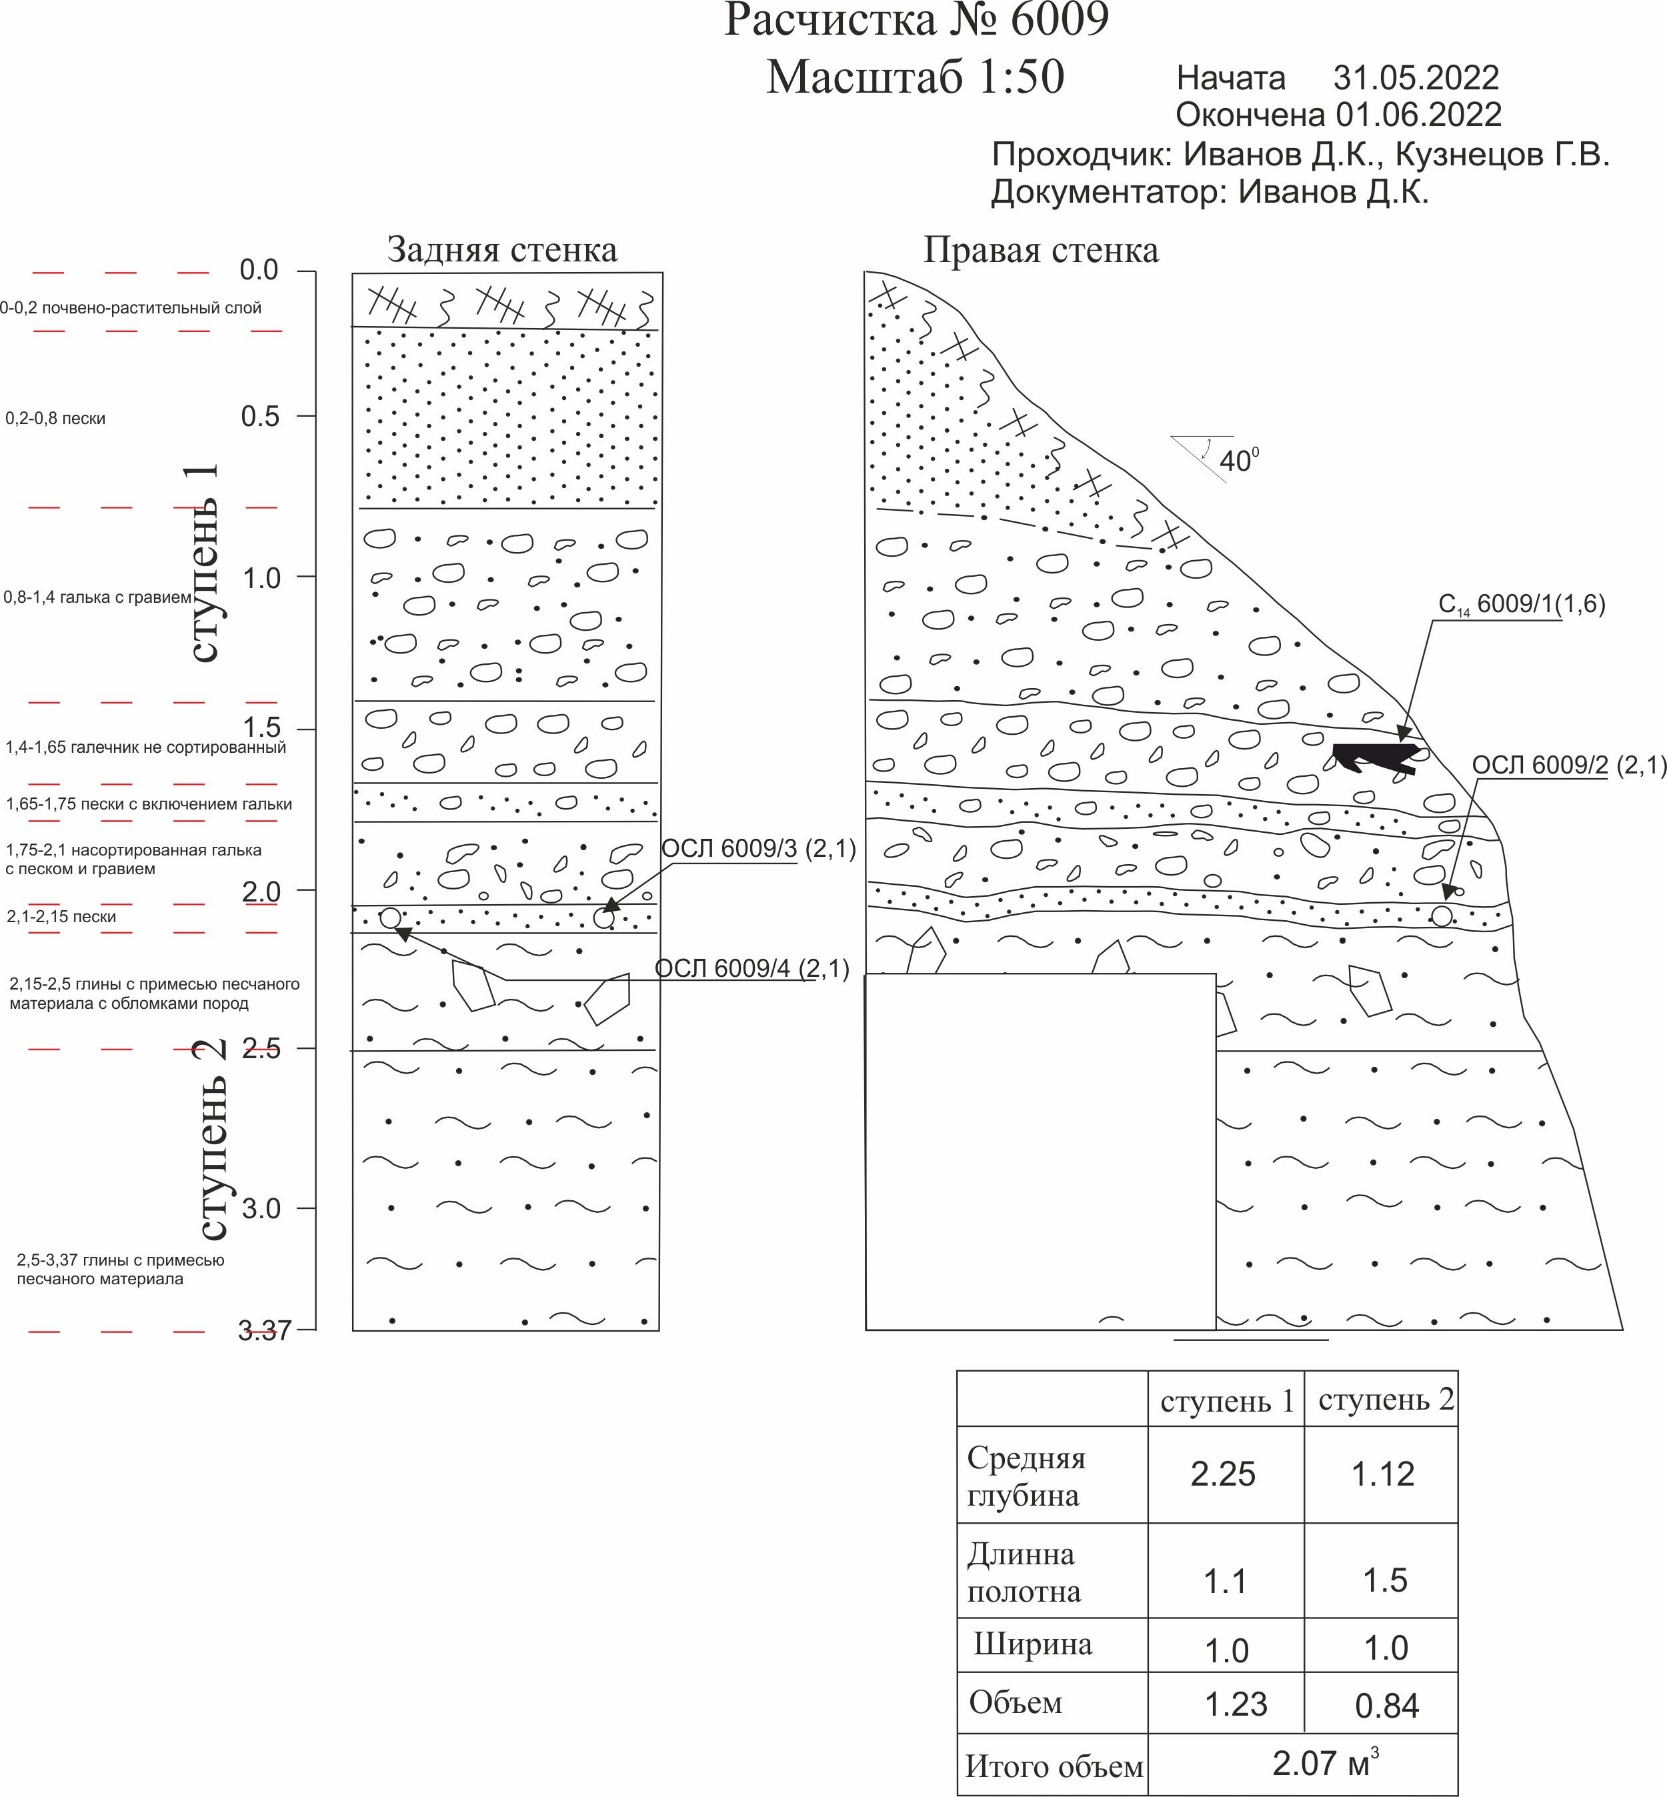 Расчистка № 6009
Масштаб 1:50
Начата 31.05.2022
Окончена 01.06.2022
Проходчик: Иванов Д.К., Кузнецов Г.В.
Документатор: Иванов Д.К.
Задняя стенка
Правая стенка
0.0
0-0,2 почвено-растительный слой
0,2-0,8 пески
0.5
40⁰
ступень 1
1.0
0,8-1,4 галька с гравием
C₁₄ 6009/1(1,6)
1.5
1,4-1,65 галечник не сортированный
ОСЛ 6009/2 (2,1)
1,65-1,75 пески с включением гальки
1,75-2,1 насортированная галька
с песком и гравием
ОСЛ 6009/3 (2,1)
2.0
2,1-2,15 пески
ОСЛ 6009/4 (2,1)
2,15-2,5 глины с примесью песчаного
материала с обломками пород
2.5
ступень 2
3.0
2,5-3,37 глины с примесью
песчаного материала
3.37
ступень 1 ступень 2
Средняя
глубина
2.25 1.12
Длинна
полотна
1.1 1.5
Ширина 1.0 1.0
Объем 1.23 0.84
Итого объем 2.07 м³